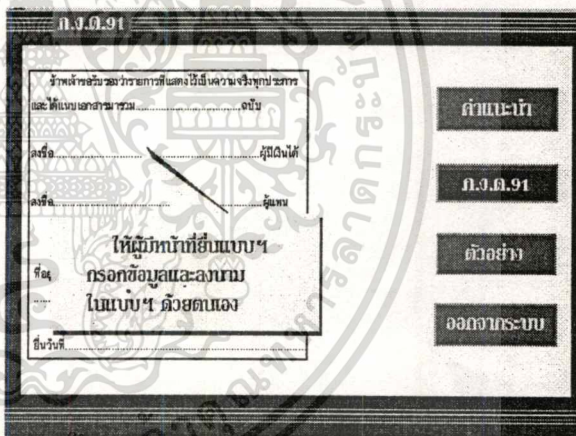 ภ.ง.ด.91
ข้าพเจ้าขอรับรองว่ารายการที่แสดงไว้เป็นความจริงทุกประการ
และได้แนบเอกสารมารวม....................ฉบับ
ลงชื่อ....................ผู้มีเงินได้
ลงชื่อ....................ผู้แทน
ให้ผู้มีหน้าที่ยื่นแบบฯ
ที่อยู่
กรอกข้อมูลและลงนาม
ในแบบฯ ด้วยตนเอง
ยื่นวันที่....................
คำแนะนำ
ภ.ง.ด.91
ตัวอย่าง
ออกจากระบบ